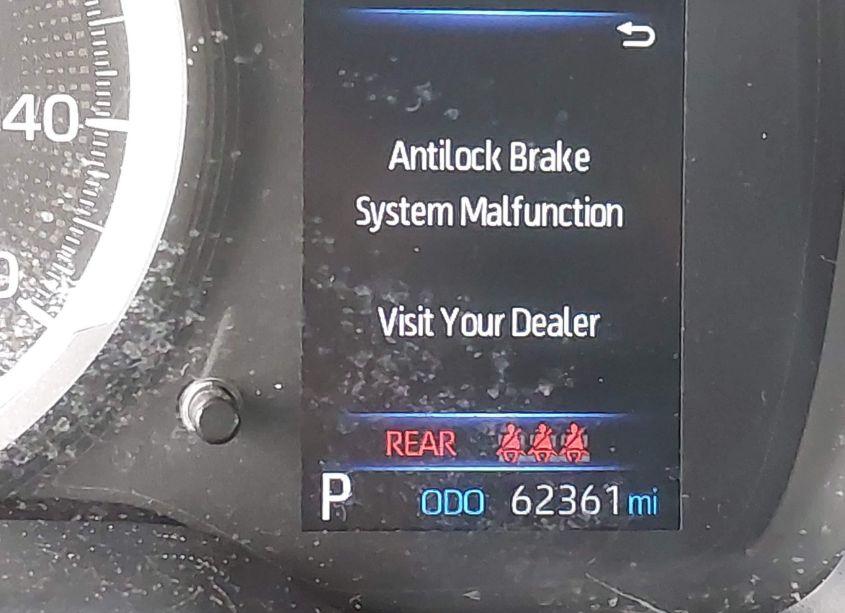 40
Antilock Brake
System Malfunction
Visit Your Dealer
REAR
P ODO 62361 mi